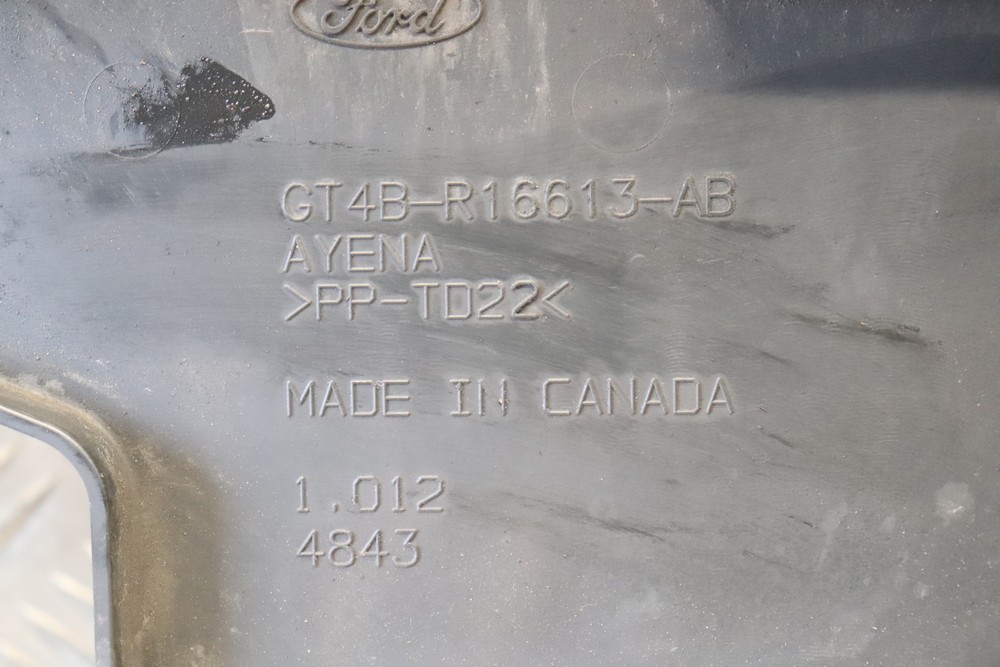 Ford
GT4B-R16613-AB
AYENA
>PP-TD22<
MADE IN CANADA
1.012
4843